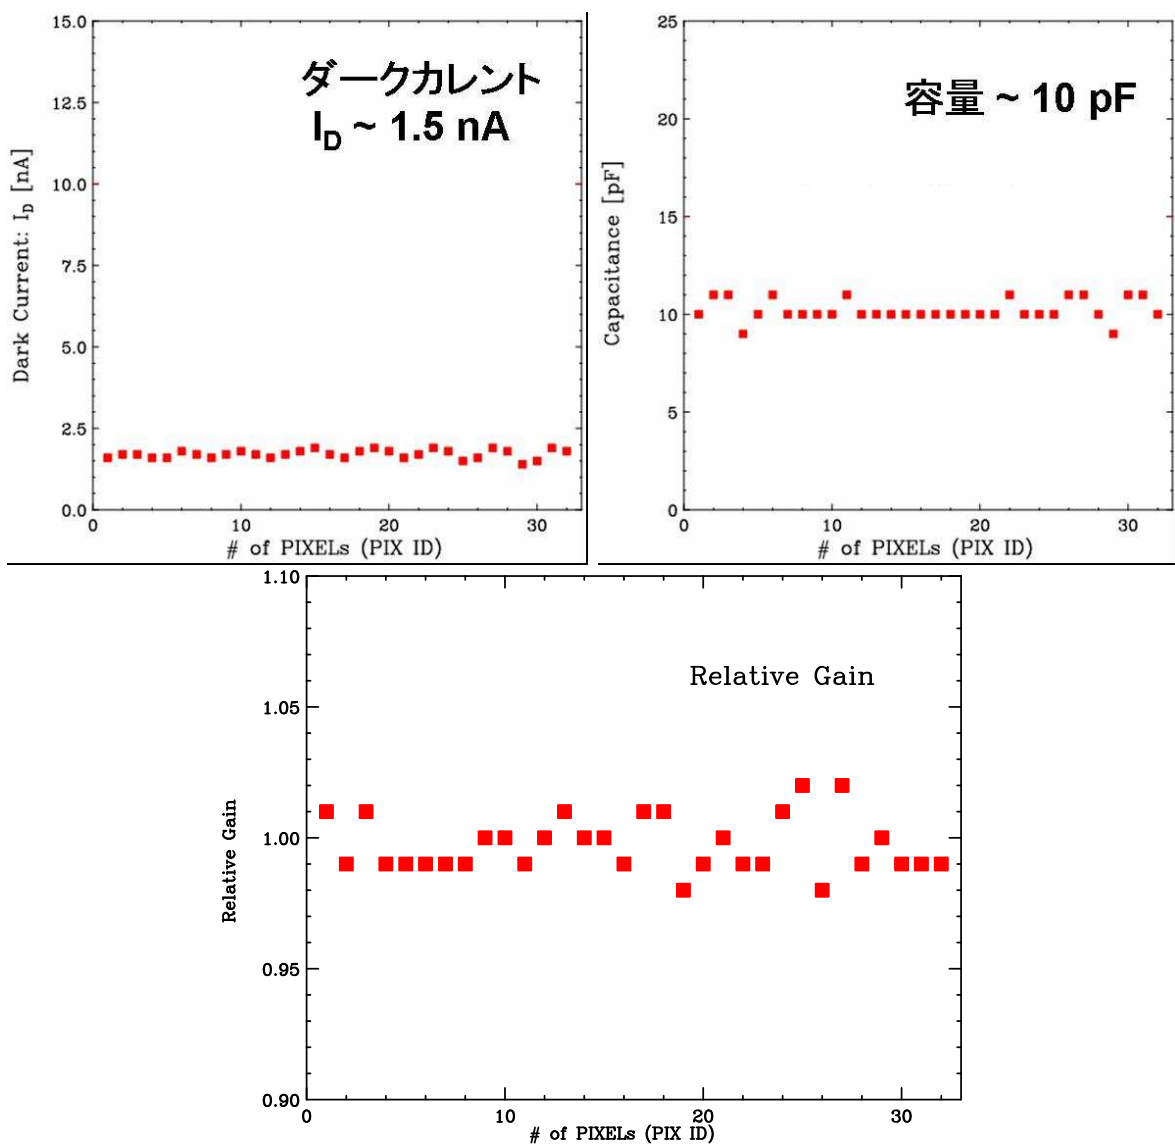 15.0
12.5
10.0
7.5
5.0
2.5
0.0
Dark Current: I_D [nA]
ダークカレント
I_D ~ 1.5 nA
0 10 20 30
# of PIXELs (PIX ID)
25
20
15
10
5
0
Capacitance [pF]
容量 ~ 10 pF
0 10 20 30
# of PIXELs (PIX ID)
1.10
1.05
1.00
0.95
0.90
Relative Gain
Relative Gain
0 10 20 30
# of PIXELs (PIX ID)